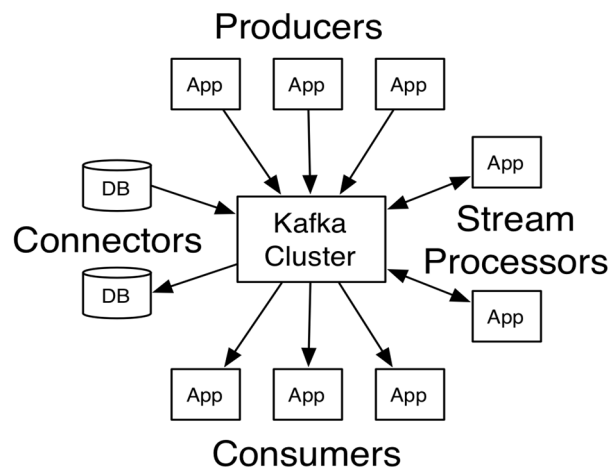 Producers
App
App
App
DB
App
Kafka
Cluster
Connectors
Stream
Processors
DB
App
App
App
App
Consumers